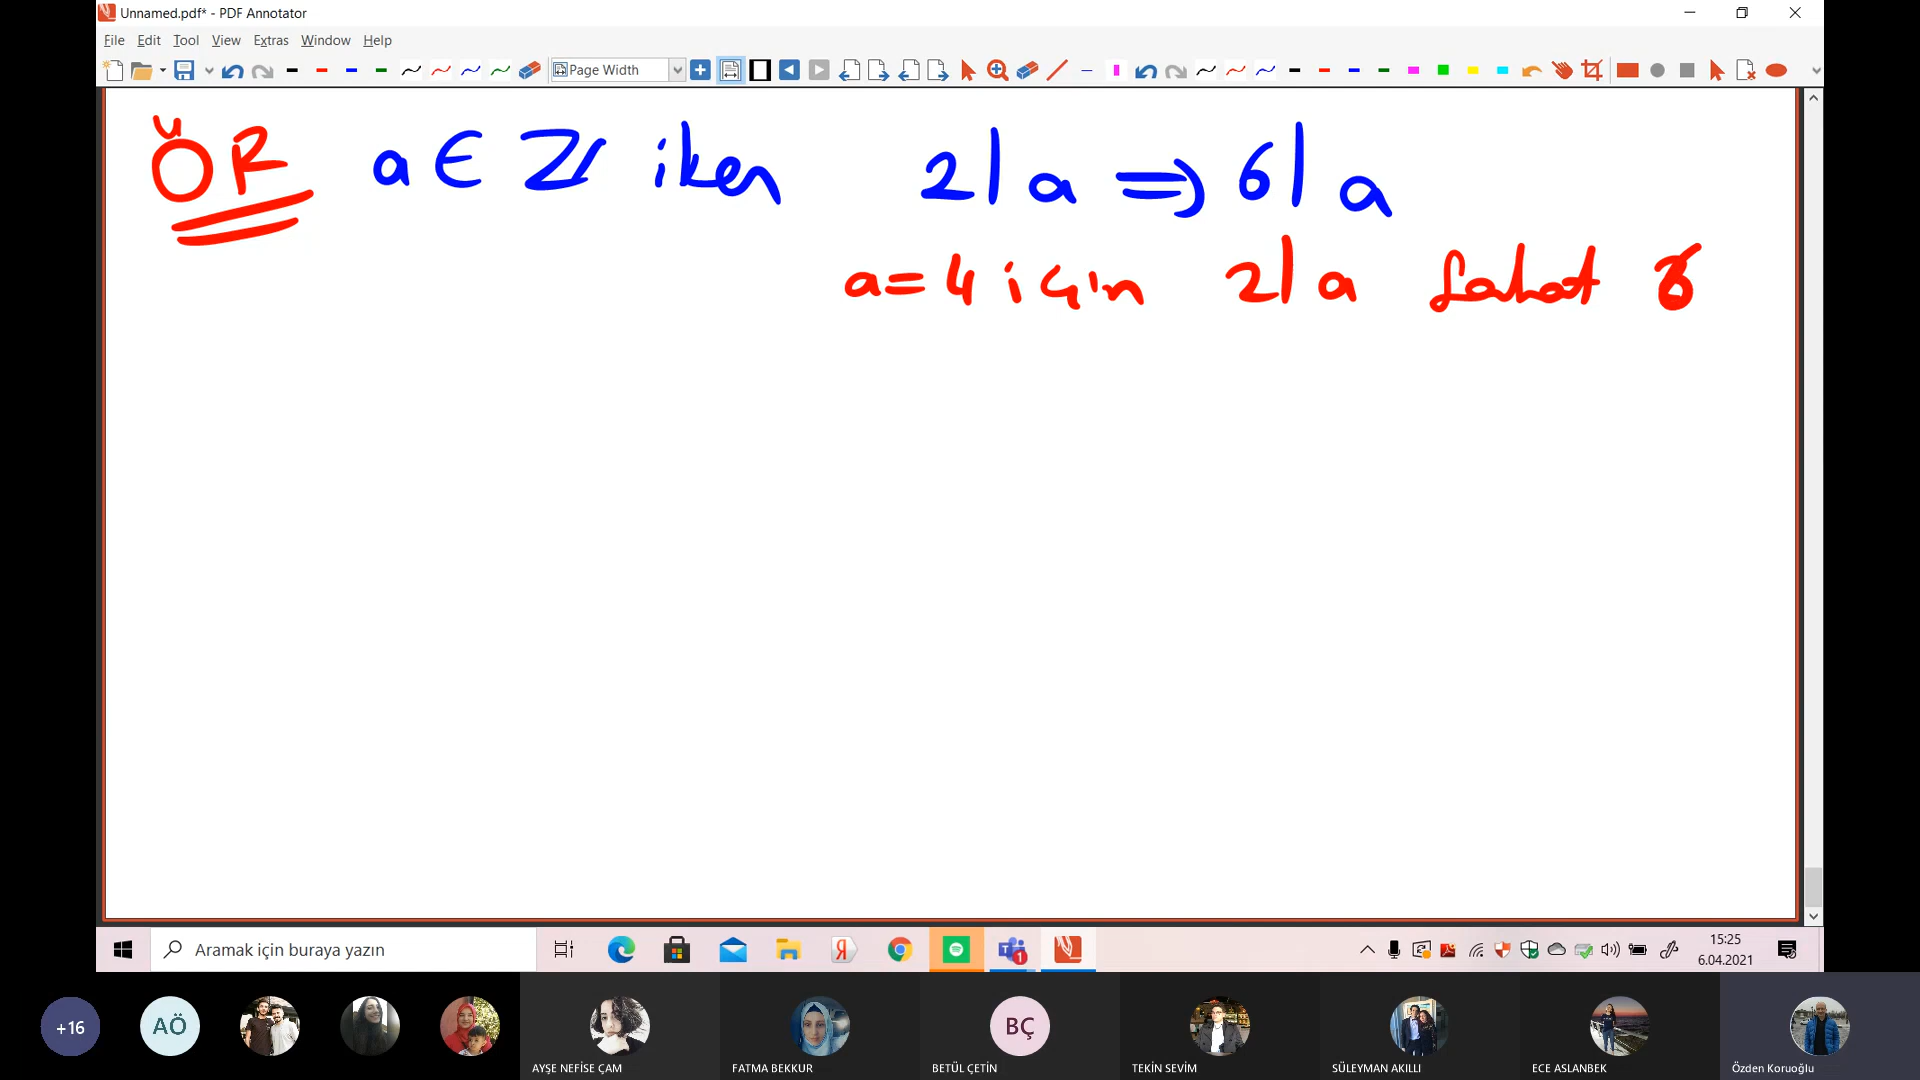 Unnamed.pdf* - PDF Annotator
File Edit Tool View Extras Window Help
Page Width
ÖR a ∈ ℤ iken 2 | a ⇒ 6 | a
a = 4 için 2 | a fakat
Aramak için buraya yazın
1
15:25
6.04.2021
+16
AÖ
BÇ
AYŞE NEFİSE ÇAM
FATMA BEKKUR
BETÜL ÇETİN
TEKİN SEVİM
SÜLEYMAN AKILLI
ECE ASLANBEK
Özden Koruoğlu